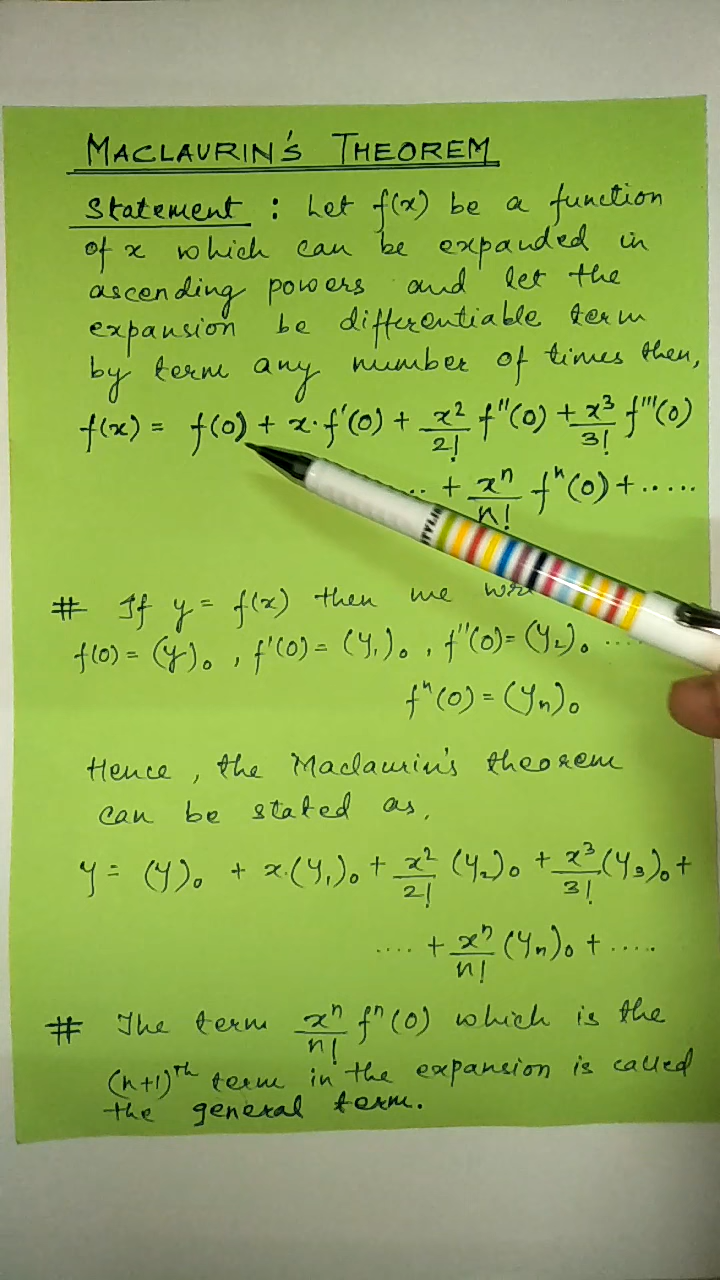 MACLAURIN'S THEOREM
Statement : Let f(x) be a function
of x which can be expanded in
ascending powers and let the
expansion be differentiable term
by term any number of times then,
f(x) = f(0) + x·f'(0) + x²/2! f''(0) + x³/3! f'''(0)
.. + xⁿ/n! fⁿ(0) + .....
# If y = f(x) then we
f(0) = (y)₀ , f'(0) = (y₁)₀ , f''(0) = (y₂)₀ ....
fⁿ(0) = (yₙ)₀
Hence , the Maclaurin's theorem
can be stated as,
y = (y)₀ + x·(y₁)₀ + x²/2! (y₂)₀ + x³/3! (y₃)₀ +
.... + xⁿ/n! (yₙ)₀ + ....
# The term xⁿ/n! fⁿ(0) which is the
(n+1)ᵗʰ term in the expansion is called
the general term.